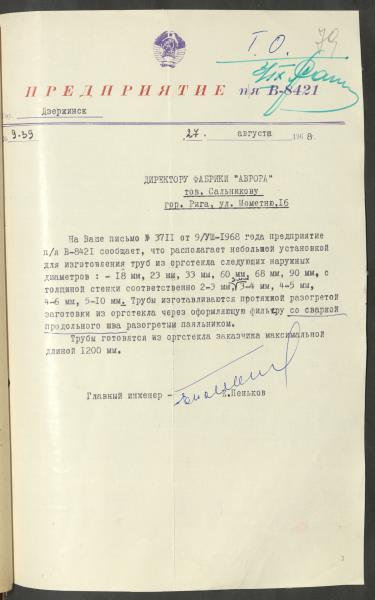 Т. О.
79
ПРЕДПРИЯТИЕ п/я В-8421
Дзержинск
27. августа 1968 г.
ДИРЕКТОРУ ФАБРИКИ "АВРОРА"
тов. Сальникову
гор. Рига, ул. Мометню,16
На Ваше письмо № 3711 от 9/УШ-1968 года предприятие
п/я В-8421 сообщает, что располагает небольшой установкой
для изготовления труб из оргстекла следующих наружных
диаметров : - 18 мм, 23 мм, 33 мм, 60 мм, 68 мм, 90 мм, с
толщиной стенки соответственно 2-3 мм, 3-4 мм, 4-5 мм,
4-6 мм, 5-10 мм. Трубы изготавливаются протяжкой разогретой
заготовки из оргстекла через оформляющую фильеру со сваркой
продольного шва разогретым паяльником.
Трубы готовятся из оргстекла заказчика максимальной
длиной 1200 мм.
Главный инженер - Пеньков